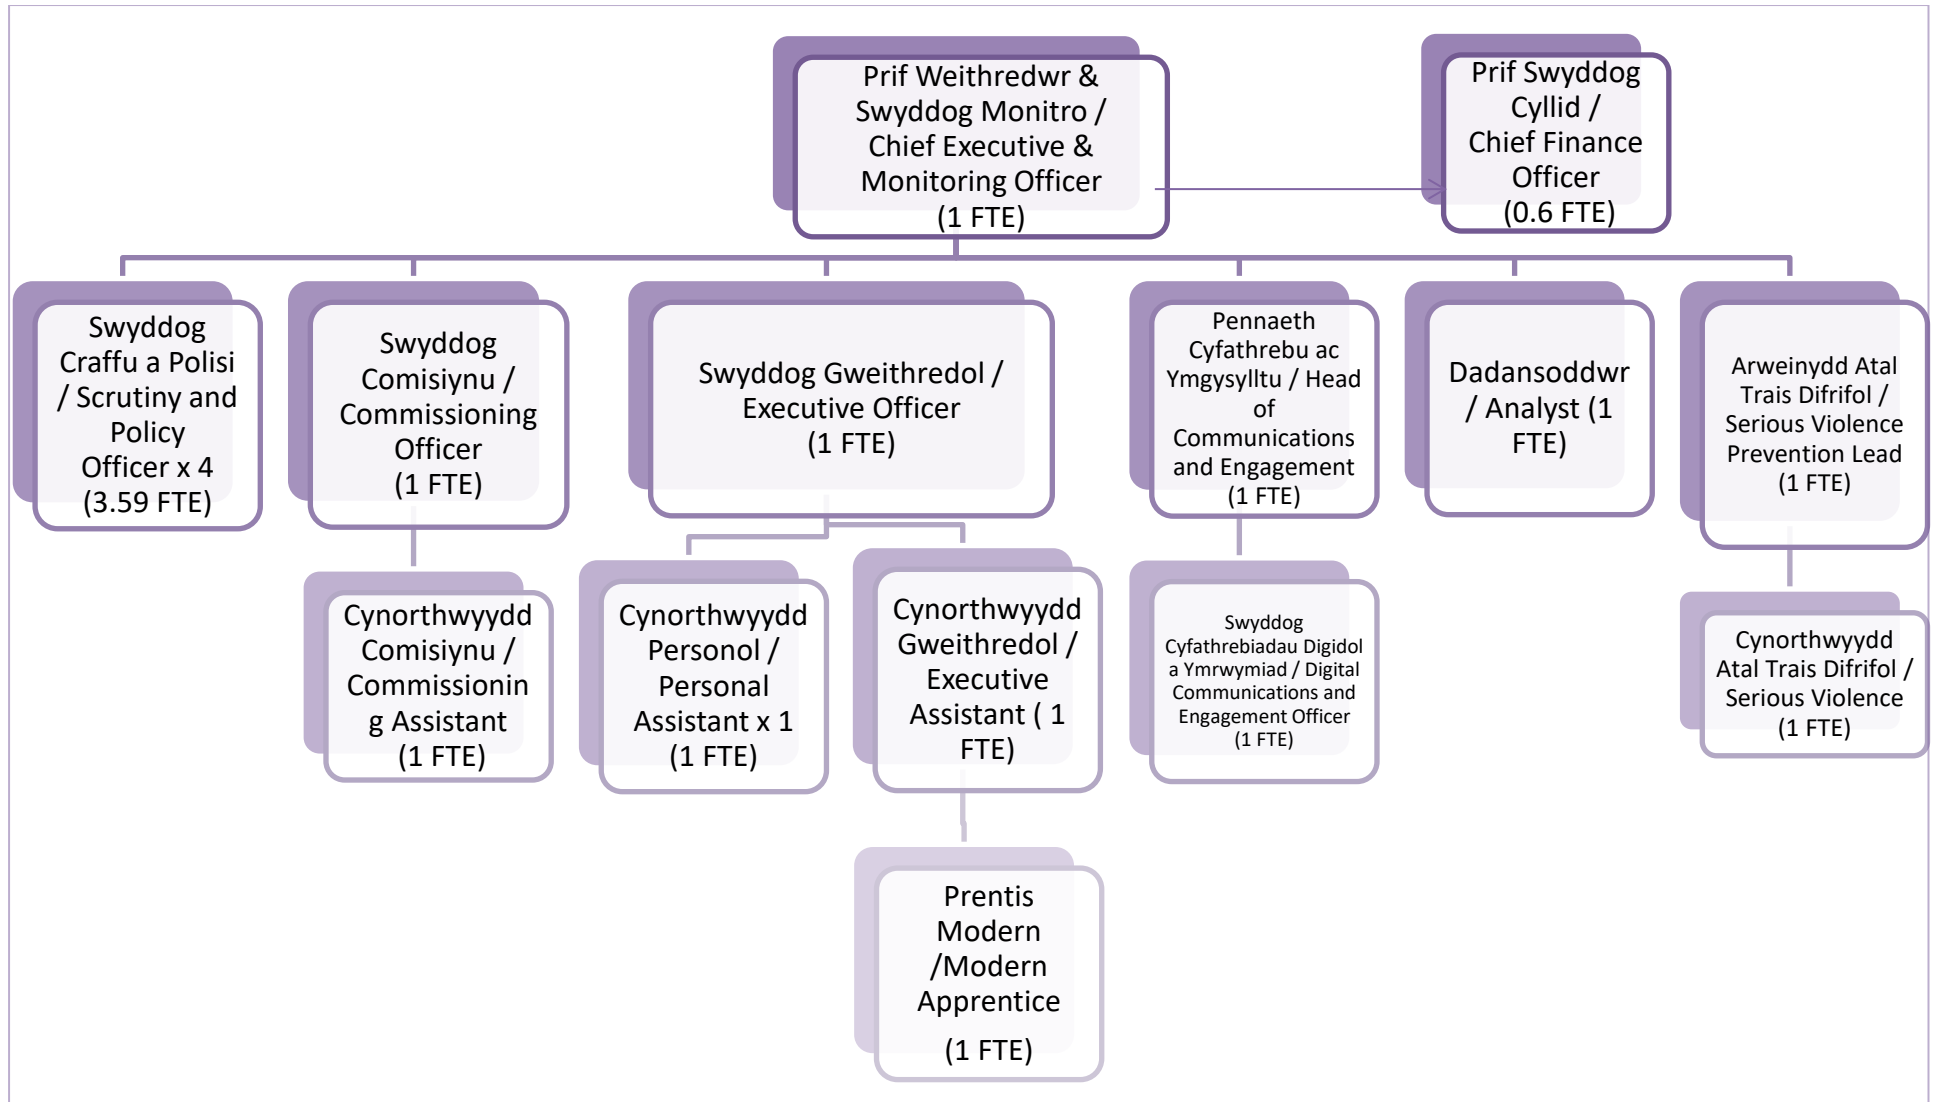 Prif Weithredwr &
Swyddog Monitro /
Chief Executive &
Monitoring Officer
(1 FTE)
Prif Swyddog
Cyllid /
Chief Finance
Officer
(0.6 FTE)
Swyddog
Craffu a Polisi
/ Scrutiny and
Policy
Officer x 4
(3.59 FTE)
Swyddog
Comisiynu /
Commissioning
Officer
(1 FTE)
Swyddog Gweithredol /
Executive Officer
(1 FTE)
Pennaeth
Cyfathrebu ac
Ymgysylltu / Head
of
Communications
and Engagement
(1 FTE)
Dadansoddwr
/ Analyst (1
FTE)
Arweinydd Atal
Trais Difrifol /
Serious Violence
Prevention Lead
(1 FTE)
Cynorthwyydd
Comisiynu /
Commissionin
g Assistant
(1 FTE)
Cynorthwyydd
Personol /
Personal
Assistant x 1
(1 FTE)
Cynorthwyydd
Gweithredol /
Executive
Assistant ( 1
FTE)
Swyddog
Cyfathrebiadau Digidol
a Ymrwymiad / Digital
Communications and
Engagement Officer
(1 FTE)
Cynorthwyydd
Atal Trais Difrifol /
Serious Violence
(1 FTE)
Prentis
Modern
/Modern
Apprentice
(1 FTE)